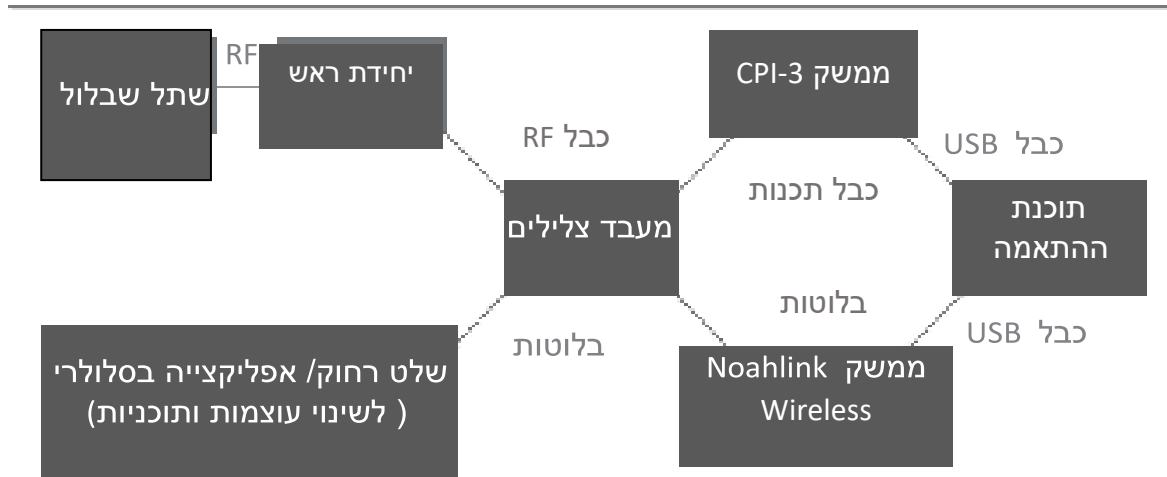 שתל שבלול
RF
יחידת ראש
ממשק CPI-3
כבל RF
כבל USB
כבל תכנות
מעבד צלילים
תוכנת
ההתאמה
בלוטות
בלוטות
כבל USB
שלט רחוק/ אפליקצייה בסלולרי
( לשינוי עוצמות ותוכניות)
ממשק Noahlink
Wireless